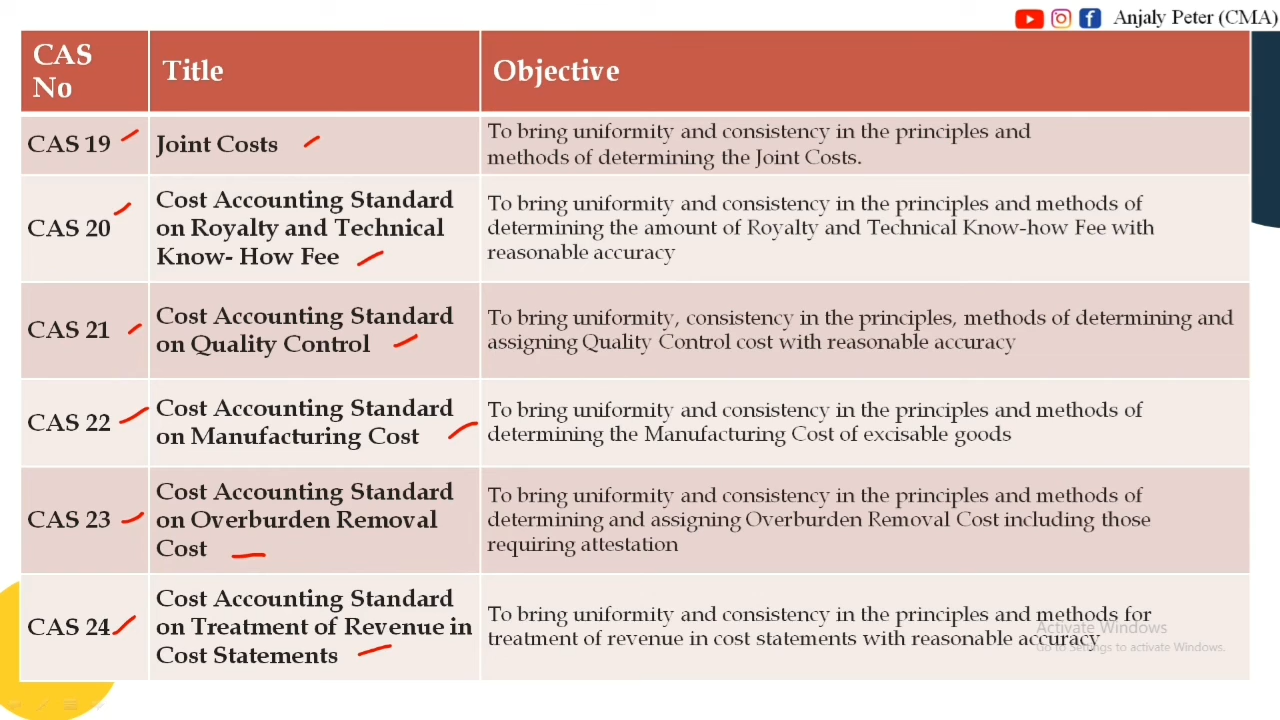 Anjaly Peter (CMA)
CAS
No
Title
Objective
CAS 19
Joint Costs
To bring uniformity and consistency in the principles and
methods of determining the Joint Costs.
CAS 20
Cost Accounting Standard
on Royalty and Technical
Know- How Fee
To bring uniformity and consistency in the principles and methods of
determining the amount of Royalty and Technical Know-how Fee with
reasonable accuracy
CAS 21
Cost Accounting Standard
on Quality Control
To bring uniformity, consistency in the principles, methods of determining and
assigning Quality Control cost with reasonable accuracy
CAS 22
Cost Accounting Standard
on Manufacturing Cost
To bring uniformity and consistency in the principles and methods of
determining the Manufacturing Cost of excisable goods
CAS 23
Cost Accounting Standard
on Overburden Removal
Cost
To bring uniformity and consistency in the principles and methods of
determining and assigning Overburden Removal Cost including those
requiring attestation
CAS 24
Cost Accounting Standard
on Treatment of Revenue in
Cost Statements
To bring uniformity and consistency in the principles and methods for
treatment of revenue in cost statements with reasonable accuracy
Activate Windows
Go to Settings to activate Windows.